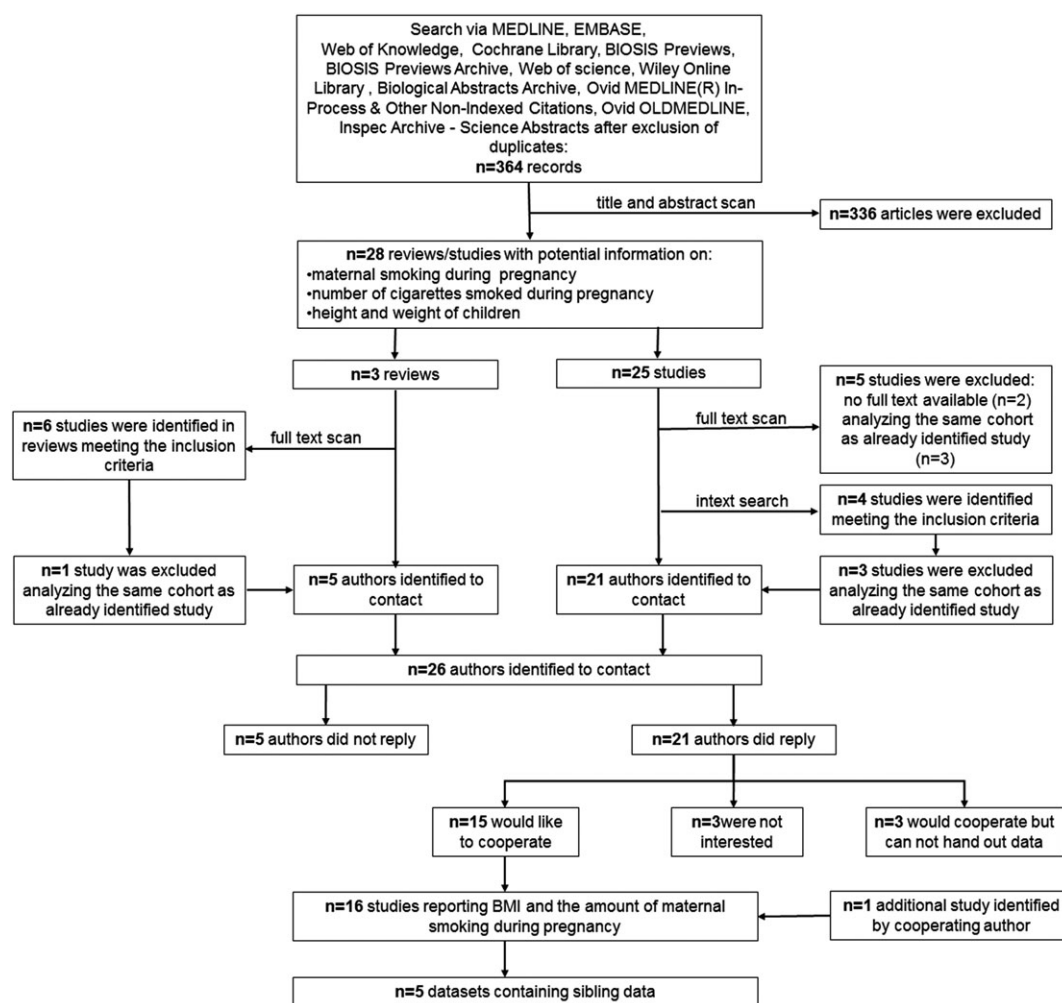 Search via MEDLINE, EMBASE,
Web of Knowledge, Cochrane Library, BIOSIS Previews,
BIOSIS Previews Archive, Web of science, Wiley Online
Library , Biological Abstracts Archive, Ovid MEDLINE(R) In-
Process & Other Non-Indexed Citations, Ovid OLDMEDLINE,
Inspec Archive - Science Abstracts after exclusion of
duplicates:
n=364 records
title and abstract scan
n=336 articles were excluded
n=28 reviews/studies with potential information on:
•maternal smoking during pregnancy
•number of cigarettes smoked during pregnancy
•height and weight of children
n=3 reviews
n=25 studies
n=5 studies were excluded:
no full text available (n=2)
analyzing the same cohort
as already identified study
(n=3)
n=6 studies were identified in
reviews meeting the inclusion
criteria
full text scan
full text scan
intext search
n=4 studies were identified
meeting the inclusion criteria
n=1 study was excluded
analyzing the same cohort as
already identified study
n=5 authors identified to
contact
n=21 authors identified to
contact
n=3 studies were excluded
analyzing the same cohort as
already identified study
n=26 authors identified to contact
n=5 authors did not reply
n=21 authors did reply
n=15 would like
to cooperate
n=3were not
interested
n=3 would cooperate but
can not hand out data
n=16 studies reporting BMI and the amount of maternal
smoking during pregnancy
n=1 additional study identified
by cooperating author
n=5 datasets containing sibling data